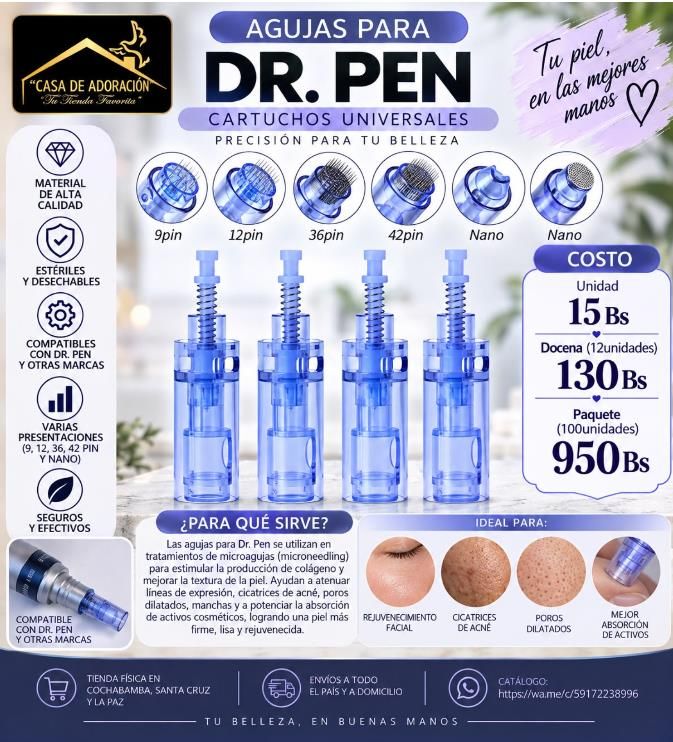 "CASA DE ADORACIÓN"
"Tu Tienda Favorita"
AGUJAS PARA
DR. PEN
CARTUCHOS UNIVERSALES
PRECISIÓN PARA TU BELLEZA
Tu piel,
en las mejores
manos
MATERIAL
DE ALTA
CALIDAD
ESTÉRILES
Y DESECHABLES
COMPATIBLES
CON DR. PEN
Y OTRAS MARCAS
VARIAS
PRESENTACIONES
(9, 12, 36, 42 PIN
Y NANO)
SEGUROS
Y EFECTIVOS
9pin
12pin
36pin
42pin
Nano
Nano
COSTO
Unidad
15 Bs
Docena (12unidades)
130 Bs
Paquete
(100unidades)
950 Bs
COMPATIBLE
CON DR. PEN
Y OTRAS MARCAS
¿PARA QUÉ SIRVE?
Las agujas para Dr. Pen se utilizan en
tratamientos de microagujas (microneedling)
para estimular la producción de colágeno y
mejorar la textura de la piel. Ayudan a atenuar
líneas de expresión, cicatrices de acné, poros
dilatados, manchas y a potenciar la absorción
de activos cosméticos, logrando una piel más
firme, lisa y rejuvenecida.
IDEAL PARA:
REJUVENECIMIENTO
FACIAL
CICATRICES
DE ACNÉ
POROS
DILATADOS
MEJOR
ABSORCIÓN
DE ACTIVOS
TIENDA FÍSICA EN
COCHABAMBA, SANTA CRUZ
Y LA PAZ
ENVÍOS A TODO
EL PAÍS Y A DOMICILIO
CATÁLOGO:
https://wa.me/c/59172238996
TU BELLEZA, EN BUENAS MANOS